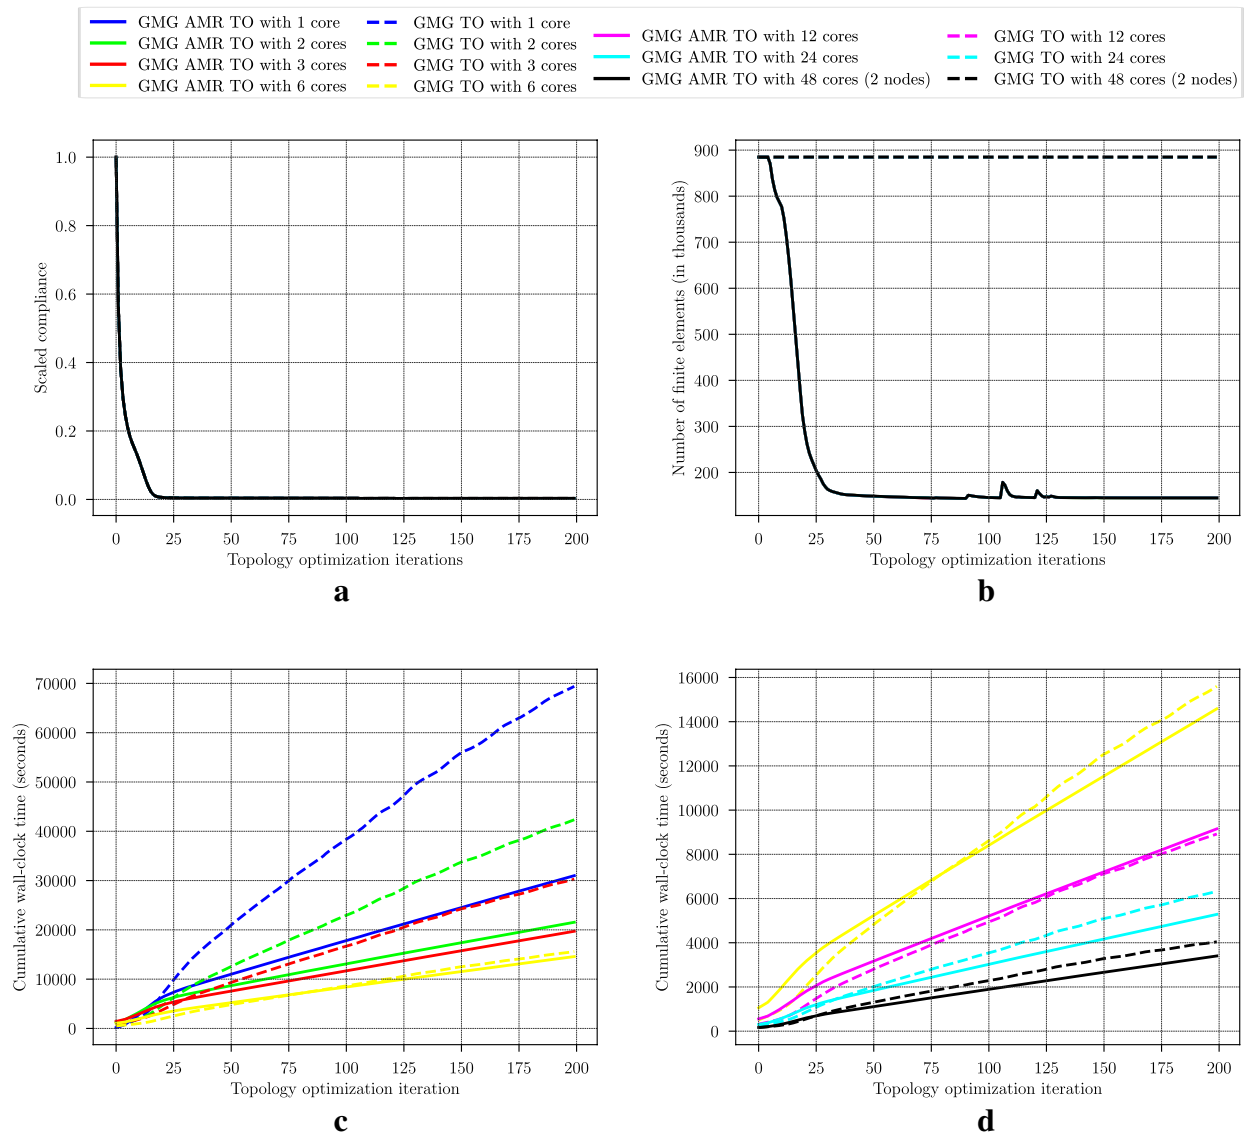 GMG AMR TO with 1 core
GMG AMR TO with 2 cores
GMG AMR TO with 3 cores
GMG AMR TO with 6 cores
GMG TO with 1 core
GMG TO with 2 cores
GMG TO with 3 cores
GMG TO with 6 cores
GMG AMR TO with 12 cores
GMG AMR TO with 24 cores
GMG AMR TO with 48 cores (2 nodes)
GMG TO with 12 cores
GMG TO with 24 cores
GMG TO with 48 cores (2 nodes)
Scaled compliance
1.0
0.8
0.6
0.4
0.2
0.0
0 25 50 75 100 125 150 175 200
Topology optimization iterations
a
Number of finite elements (in thousands)
900
800
700
600
500
400
300
200
0 25 50 75 100 125 150 175 200
Topology optimization iterations
b
Cumulative wall-clock time (seconds)
70000
60000
50000
40000
30000
20000
10000
0
0 25 50 75 100 125 150 175 200
Topology optimization iteration
c
Cumulative wall-clock time (seconds)
16000
14000
12000
10000
8000
6000
4000
2000
0
0 25 50 75 100 125 150 175 200
Topology optimization iteration
d